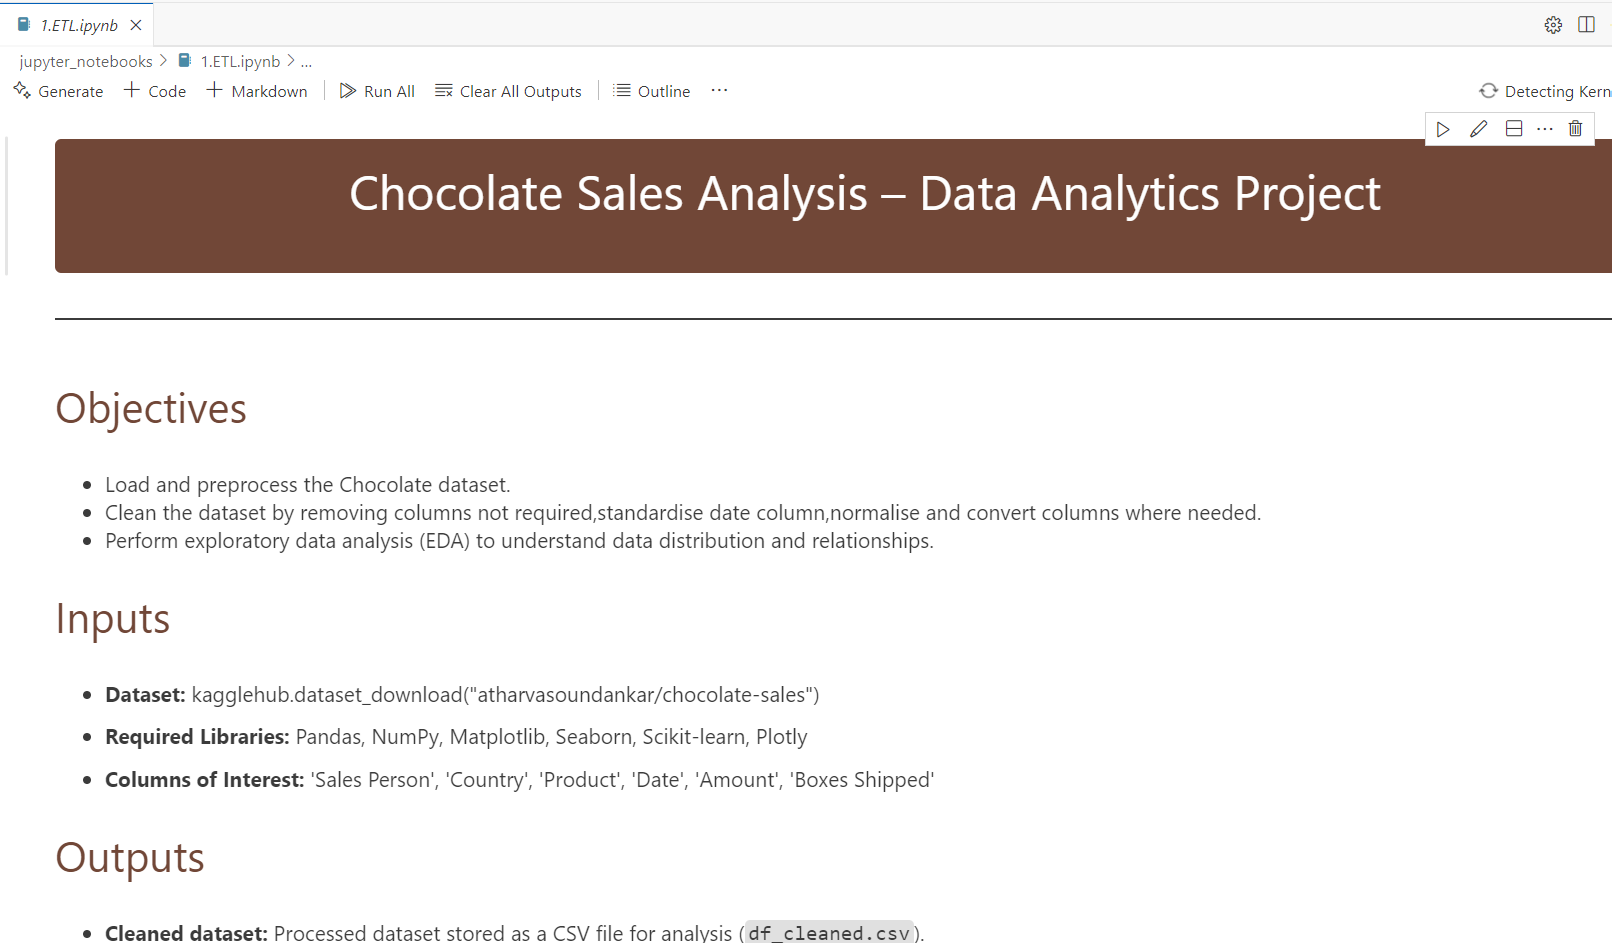 1.ETL.ipynb
jupyter_notebooks > 1.ETL.ipynb > ...
Generate + Code + Markdown Run All Clear All Outputs Outline ... Detecting Kern
Chocolate Sales Analysis – Data Analytics Project
Objectives
• Load and preprocess the Chocolate dataset.
• Clean the dataset by removing columns not required,standardise date column,normalise and convert columns where needed.
• Perform exploratory data analysis (EDA) to understand data distribution and relationships.
Inputs
• Dataset: kagglehub.dataset_download("atharvasoundankar/chocolate-sales")
• Required Libraries: Pandas, NumPy, Matplotlib, Seaborn, Scikit-learn, Plotly
• Columns of Interest: 'Sales Person', 'Country', 'Product', 'Date', 'Amount', 'Boxes Shipped'
Outputs
• Cleaned dataset: Processed dataset stored as a CSV file for analysis (df_cleaned.csv).